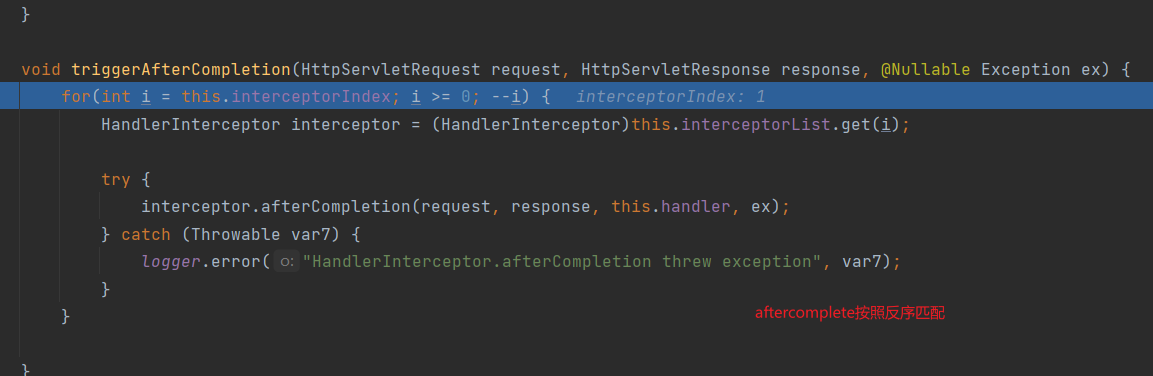 }
void triggerAfterCompletion(HttpServletRequest request, HttpServletResponse response, @Nullable Exception ex) {
for(int i = this.interceptorIndex; i >= 0; --i) { interceptorIndex: 1
HandlerInterceptor interceptor = (HandlerInterceptor)this.interceptorList.get(i);
try {
interceptor.afterCompletion(request, response, this.handler, ex);
} catch (Throwable var7) {
logger.error( o: "HandlerInterceptor.afterCompletion threw exception", var7);
}
aftercomplete按照反序匹配
}
}